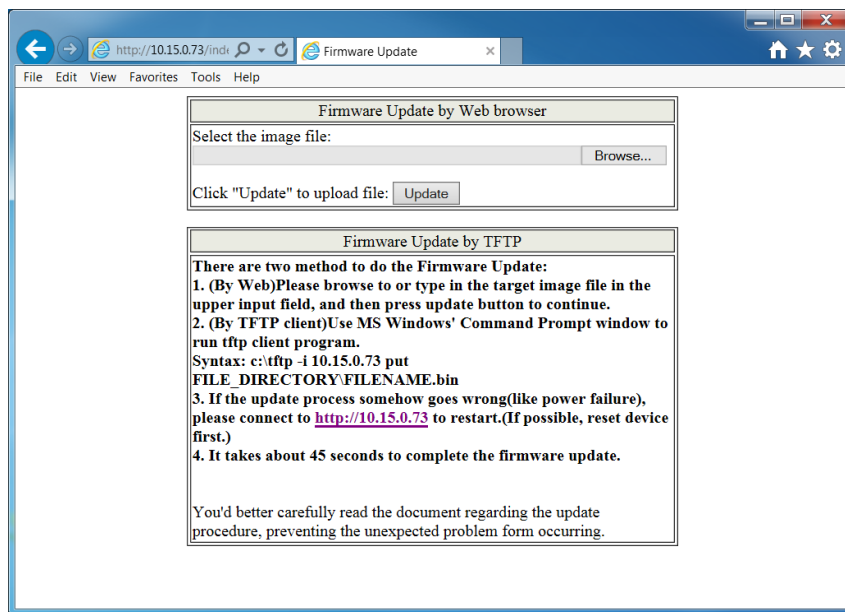 http://10.15.0.73/inde
Firmware Update
File Edit View Favorites Tools Help
Firmware Update by Web browser
Select the image file:
Browse...
Click "Update" to upload file: Update
Firmware Update by TFTP
There are two method to do the Firmware Update:
1. (By Web)Please browse to or type in the target image file in the
upper input field, and then press update button to continue.
2. (By TFTP client)Use MS Windows' Command Prompt window to
run tftp client program.
Syntax: c:\tftp -i 10.15.0.73 put
FILE_DIRECTORY\FILENAME.bin
3. If the update process somehow goes wrong(like power failure),
please connect to http://10.15.0.73 to restart.(If possible, reset device
first.)
4. It takes about 45 seconds to complete the firmware update.
You'd better carefully read the document regarding the update
procedure, preventing the unexpected problem form occurring.